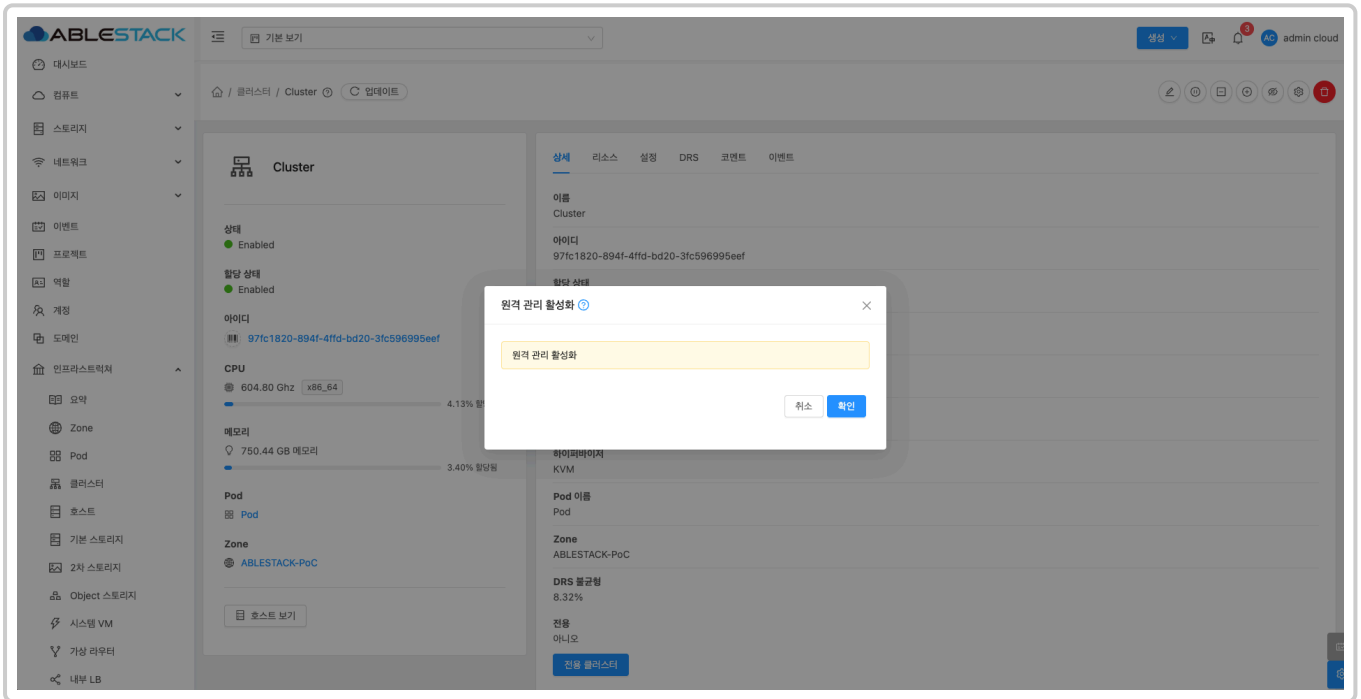 ABLESTACK
기본 보기
생성
3
AC
admin cloud
대시보드
컴퓨트
스토리지
네트워크
이미지
이벤트
프로젝트
역할
계정
도메인
인프라스트럭쳐
요약
Zone
Pod
클러스터
호스트
기본 스토리지
2차 스토리지
Object 스토리지
시스템 VM
가상 라우터
내부 LB
/ 클러스터 / Cluster
업데이트
Cluster
상태
Enabled
할당 상태
Enabled
아이디
97fc1820-894f-4ffd-bd20-3fc596995eef
CPU
604.80 Ghz x86_64
4.13%
메모리
750.44 GB 메모리
3.40% 할당됨
Pod
Pod
Zone
ABLESTACK-PoC
호스트 보기
상세 리소스 설정 DRS 코멘트 이벤트
이름
Cluster
아이디
97fc1820-894f-4ffd-bd20-3fc596995eef
할당 상태
원격 관리 활성화
원격 관리 활성화
취소 확인
하이퍼바이저
KVM
Pod 이름
Pod
Zone
ABLESTACK-PoC
DRS 불균형
8.32%
전용
아니오
전용 클러스터